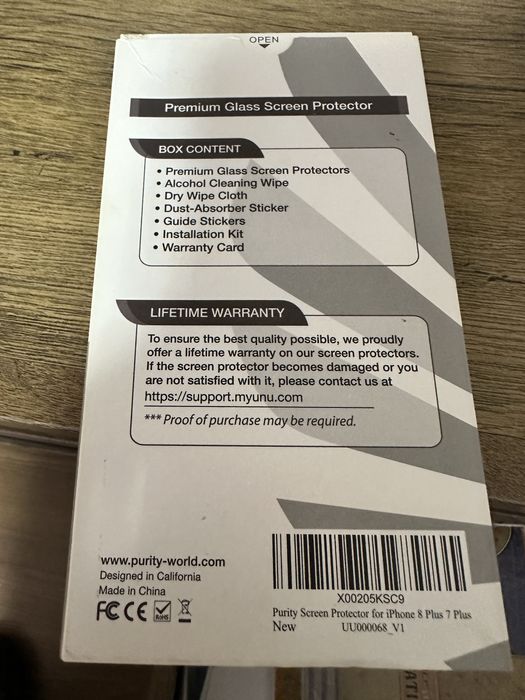 OPEN
Premium Glass Screen Protector
BOX CONTENT
• Premium Glass Screen Protectors
• Alcohol Cleaning Wipe
• Dry Wipe Cloth
• Dust-Absorber Sticker
• Guide Stickers
• Installation Kit
• Warranty Card
LIFETIME WARRANTY
To ensure the best quality possible, we proudly
offer a lifetime warranty on our screen protectors.
If the screen protector becomes damaged or you
are not satisfied with it, please contact us at
https://support.myunu.com
*** Proof of purchase may be required.
www.purity-world.com
Designed in California
Made in China
FC CE RoHS
X00205KSC9
Purity Screen Protector for iPhone 8 Plus 7 Plus
New UU000068_V1